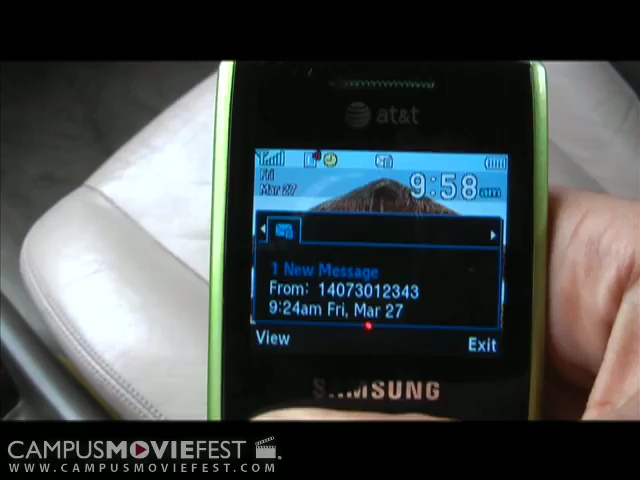 at&t
Fri
Mar 27
9:58am
1 New Message
From: 14073012343
9:24am Fri, Mar 27
View
Exit
SAMSUNG
CAMPUSMOVIEFEST
WWW.CAMPUSMOVIEFEST.COM